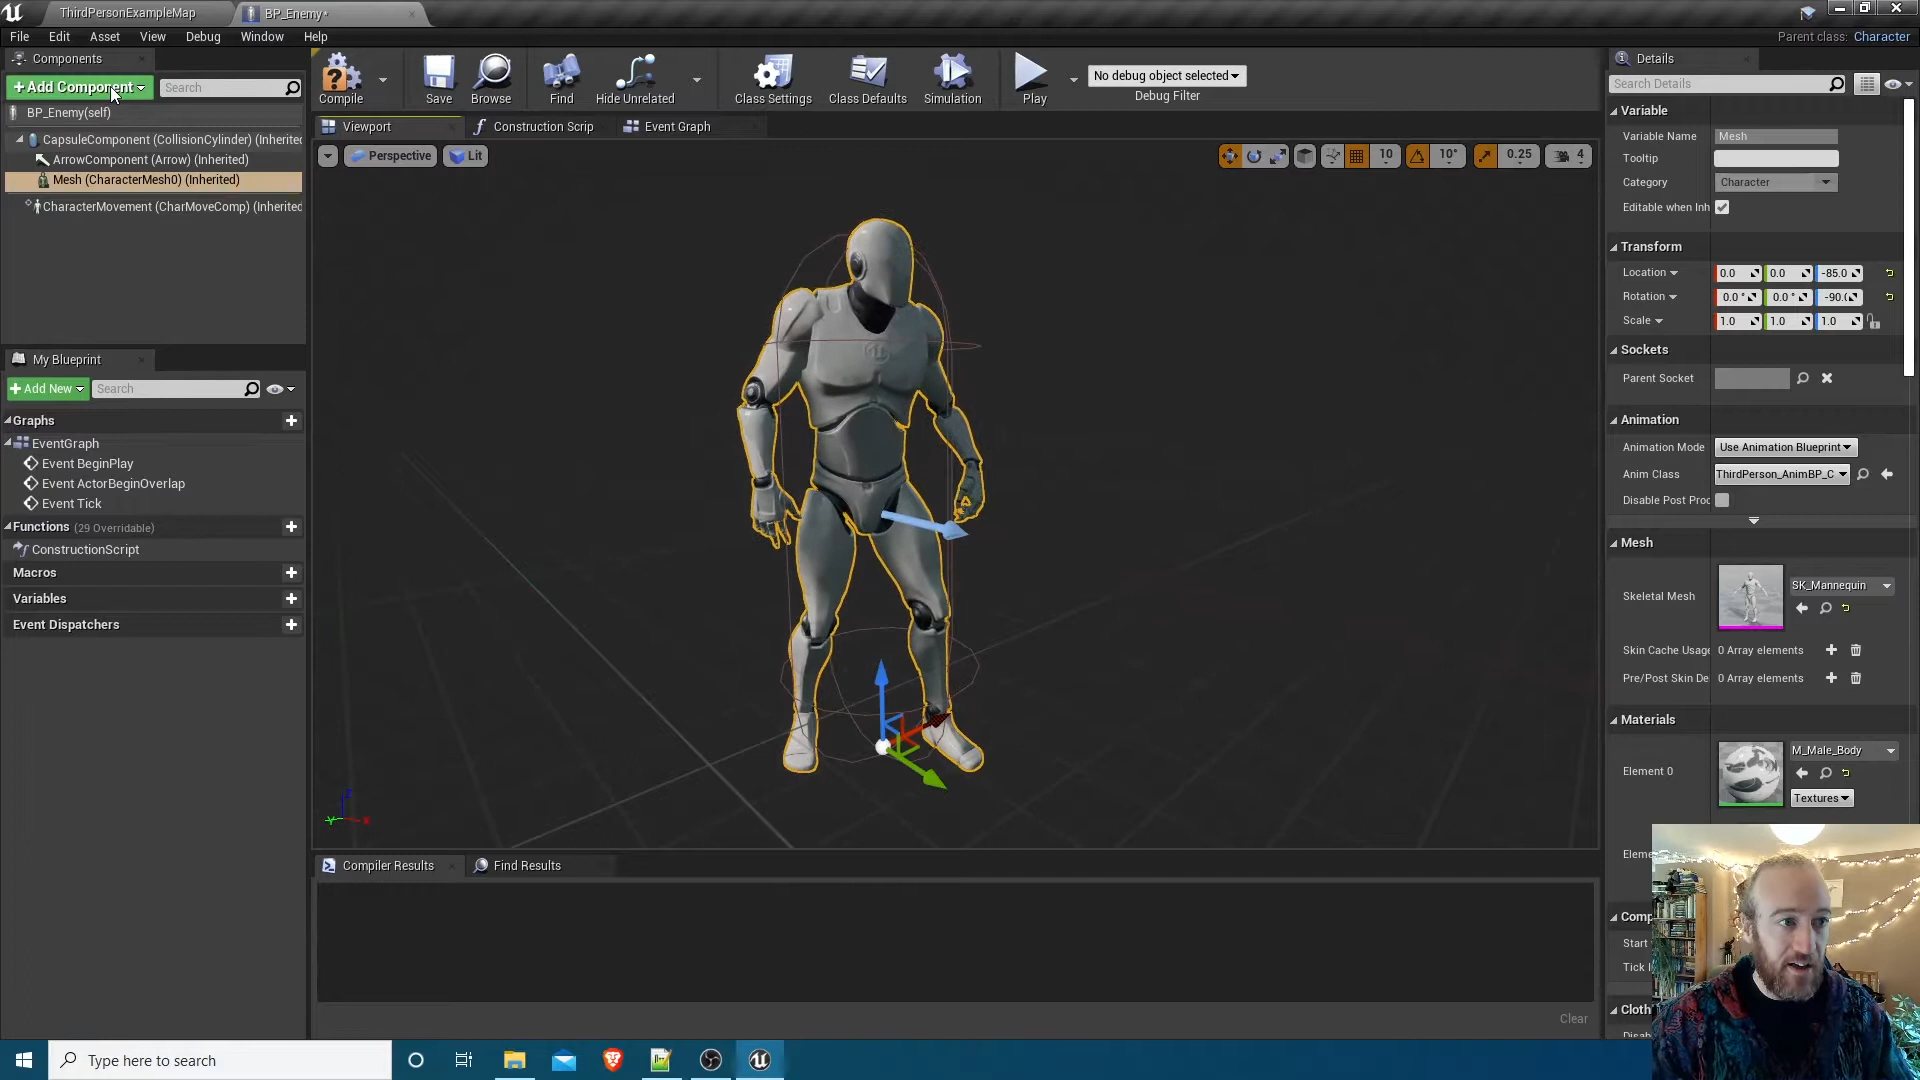 ThirdPersonExampleMap
BP_Enemy*
File Edit Asset View Debug Window Help
Parent class: Character
Components
+Add Component
Search
BP_Enemy(self)
CapsuleComponent (CollisionCylinder) (Inherited
ArrowComponent (Arrow) (Inherited)
Mesh (CharacterMesh0) (Inherited)
CharacterMovement (CharMoveComp) (Inherited
Compile
Save
Browse
Find
Hide Unrelated
Class Settings
Class Defaults
Simulation
Play
No debug object selected
Debug Filter
Viewport
Construction Scrip
Event Graph
Perspective
Lit
10
10°
0.25
4
My Blueprint
+Add New
Search
Graphs
EventGraph
Event BeginPlay
Event ActorBeginOverlap
Event Tick
Functions (29 Overridable)
ConstructionScript
Macros
Variables
Event Dispatchers
Compiler Results
Find Results
Clear
Details
Search Details
Variable
Variable Name Mesh
Tooltip
Category Character
Editable when Inh
Transform
Location 0.0 0.0 -85.0
Rotation 0.0 ° 0.0 ° -90.(
Scale 1.0 1.0 1.0
Sockets
Parent Socket
Animation
Animation Mode Use Animation Blueprint
Anim Class ThirdPerson_AnimBP_C
Disable Post Proc
Mesh
Skeletal Mesh SK_Mannequin
Skin Cache Usage 0 Array elements
Pre/Post Skin De 0 Array elements
Materials
Element 0 M_Male_Body
Textures
Eleme
Comp
Start
Tick I
Cloth
Disab
Z
Y
X
Type here to search